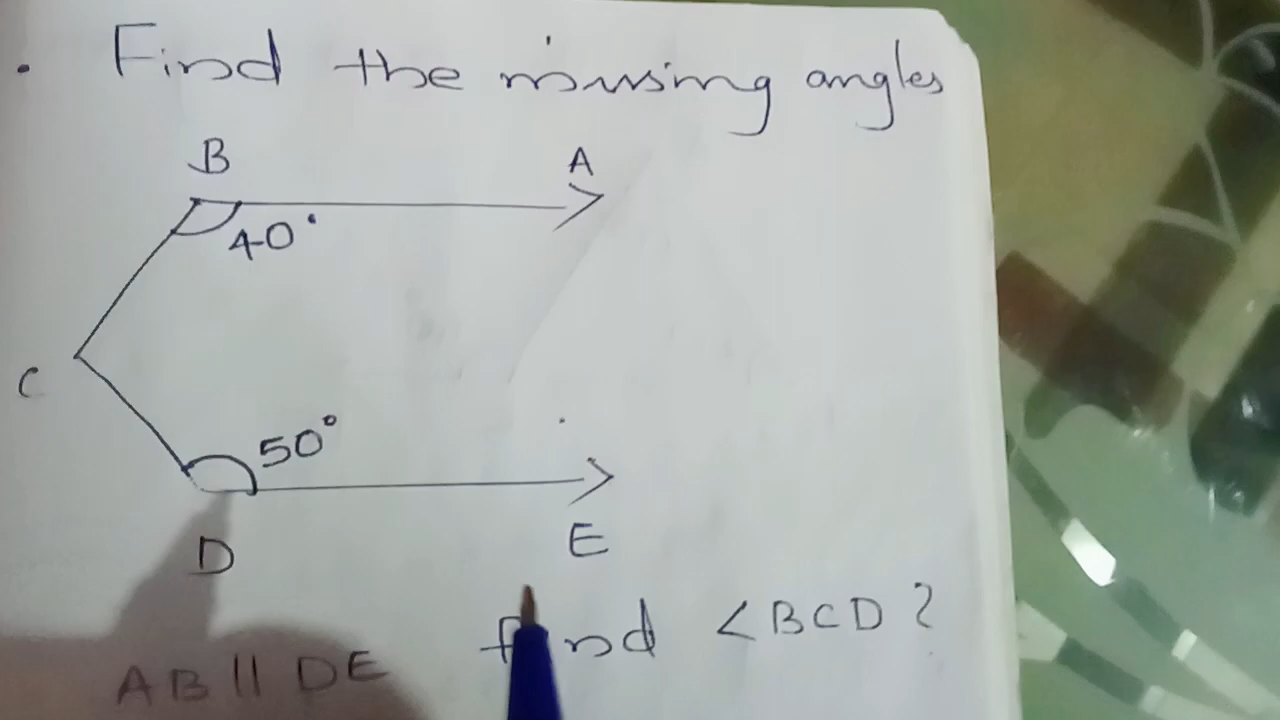 . Find the missing angles
B A
40°
C
50°
D E
find <BCD?
AB || DE